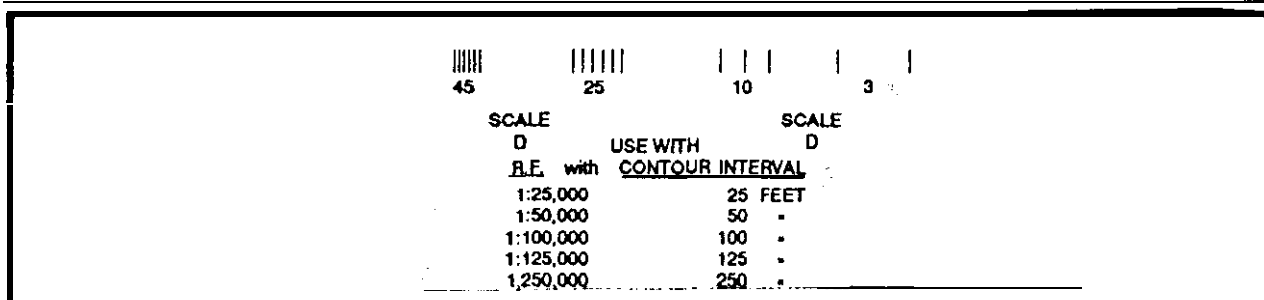 45 25 10 3
SCALE SCALE
D USE WITH D
R.F. with CONTOUR INTERVAL
1:25,000 25 FEET
1:50,000 50 "
1:100,000 100 "
1:125,000 125 "
1,250,000 250 "